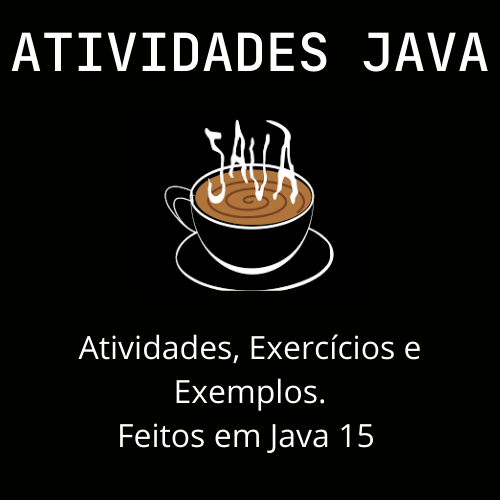 ATIVIDADES JAVA
JAVA
Atividades, Exercícios e
Exemplos.
Feitos em Java 15